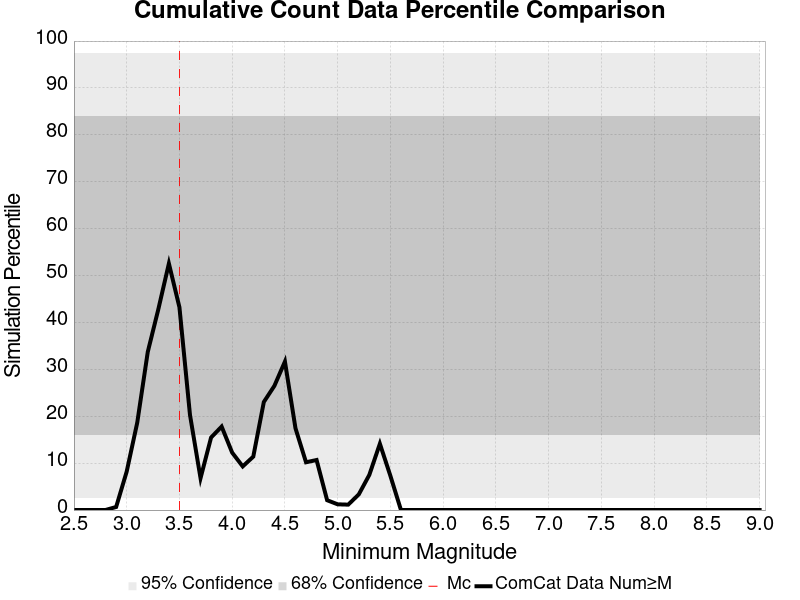 Cumulative Count Data Percentile Comparison
100
90
80
70
60
50
40
30
20
10
0
Simulation Percentile
2.5 3.0 3.5 4.0 4.5 5.0 5.5 6.0 6.5 7.0 7.5 8.0 8.5 9.0
Minimum Magnitude
95% Confidence 68% Confidence Mc ComCat Data Num≥M